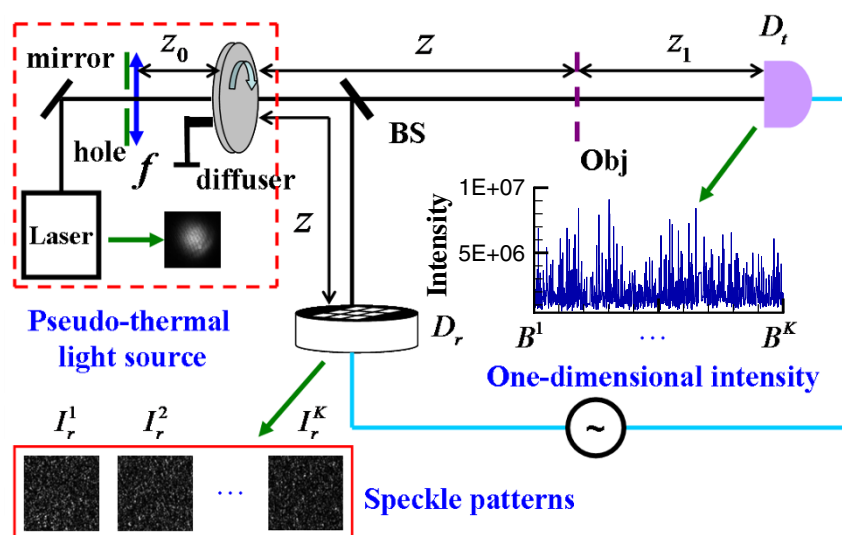 mirror
z₀
z
z₁
Dₜ
hole
f
diffuser
BS
Obj
Laser
z
Intensity
1E+07
5E+06
B¹
...
Bᴷ
One-dimensional intensity
Pseudo-thermal
light source
Dᵣ
~
Iᵣ¹
Iᵣ²
Iᵣᴷ
...
Speckle patterns